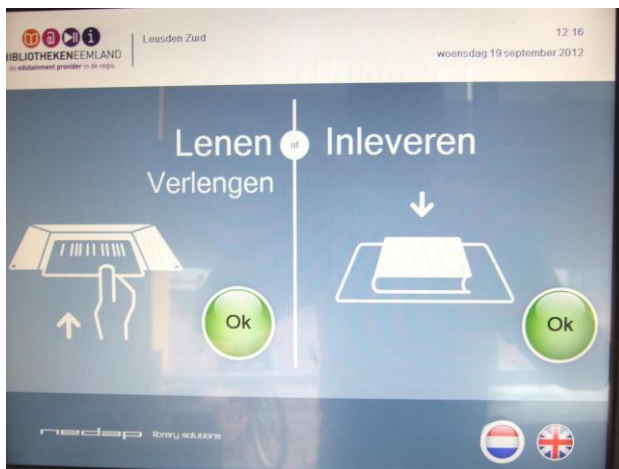 BIBLIOTHEKENEEMLAND
de edutainment provider in de regio
Leusden Zuid
12:16
woensdag 19 september 2012
Lenen of Inleveren
Verlengen
Ok
Ok
nedap library solutions